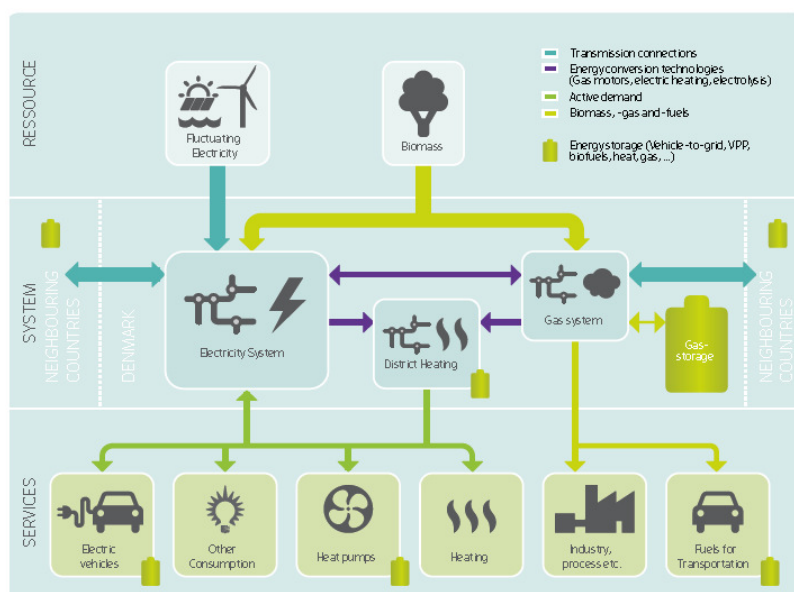 RESSOURCE
Fluctuating
Electricity
Biomass
Transmission connections
Energy conversion technologies
(Gas motors, electric heating, electrolysis)
Active demand
Biomass, -gas and -fuels
Energy storage (Vehicle-to-grid, VPP,
biofuels, heat, gas, ...)
SYSTEM
NEIGHBOURING
COUNTRIES
DENMARK
Electricity System
District Heating
Gas system
Gas-
storage
NEIGHBOURING
COUNTRIES
SERVICES
Electric
vehicles
Other
Consumption
Heat pumps
Heating
Industry,
process etc.
Fuels for
Transportation